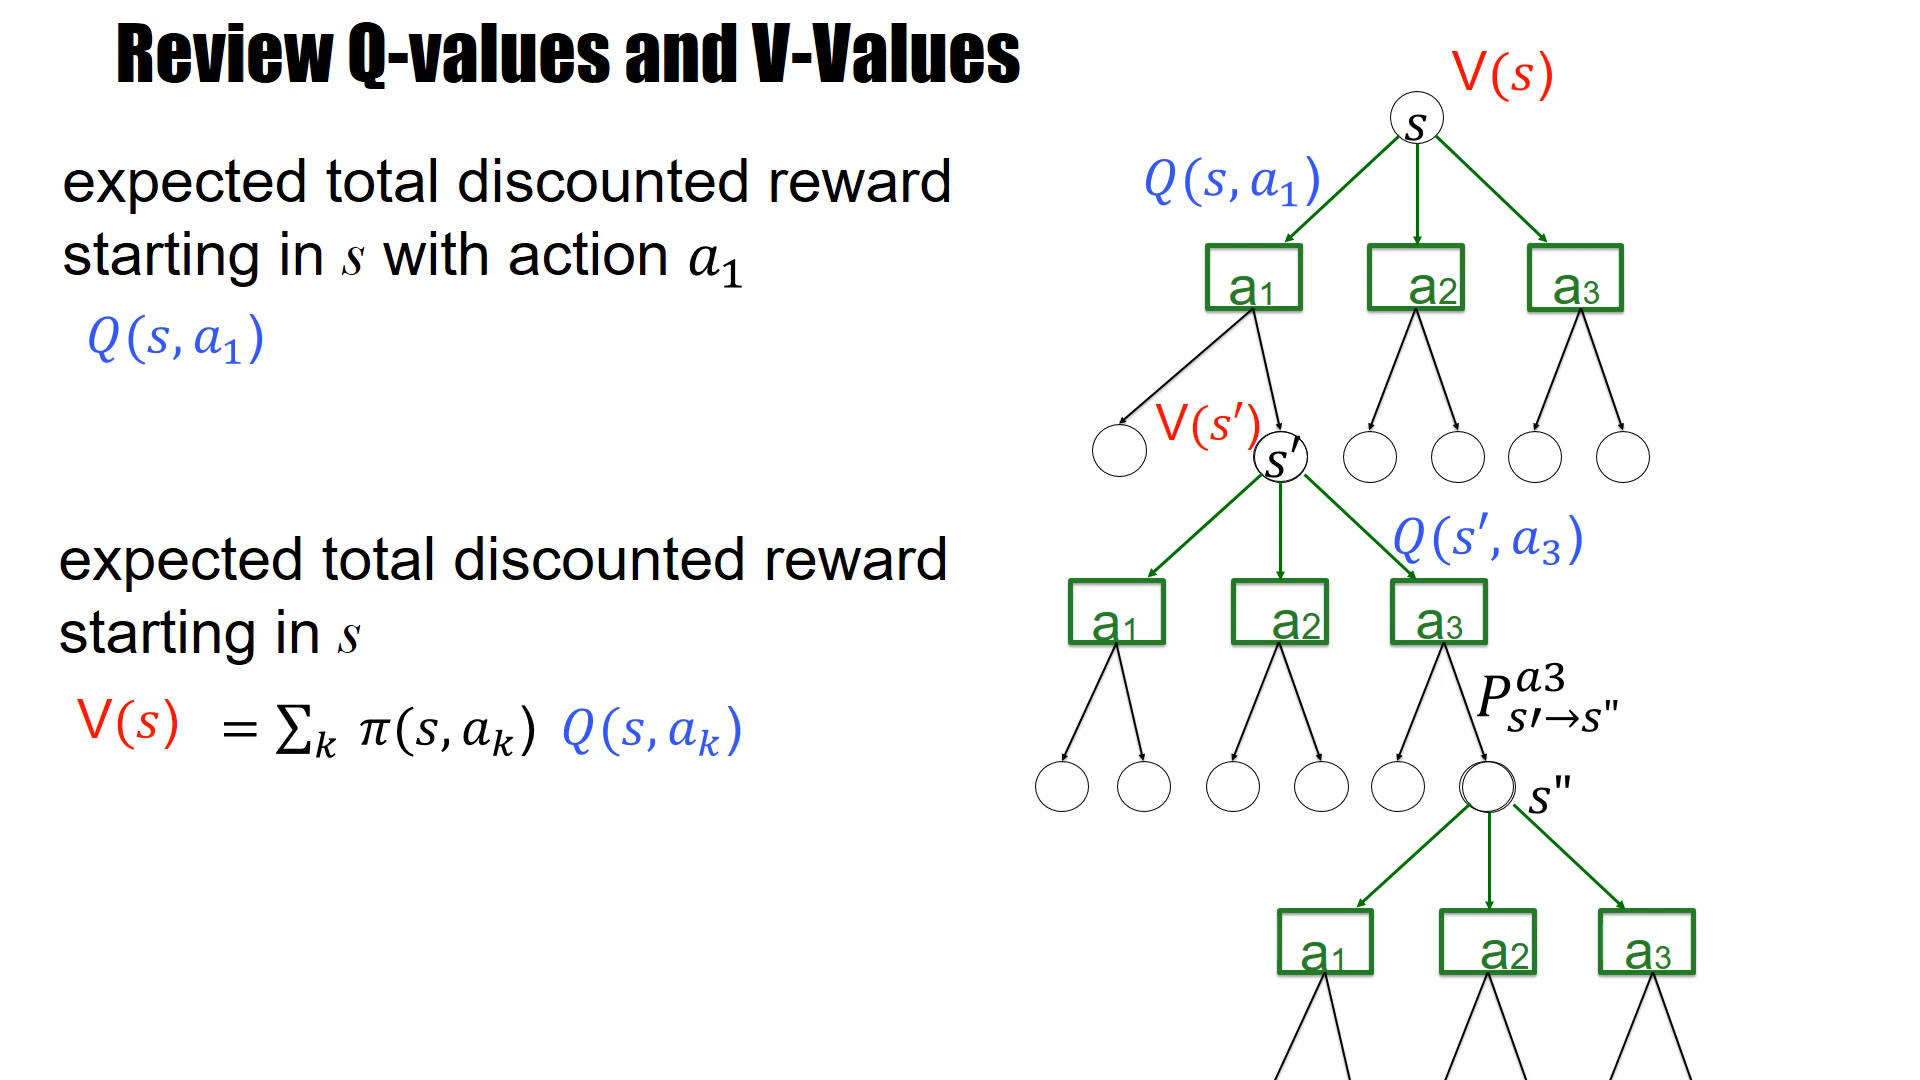 Review Q-values and V-Values
expected total discounted reward
starting in s with action a₁
Q(s, a₁)
expected total discounted reward
starting in s
V(s) = ∑ₖ π(s, aₖ) Q(s, aₖ)
V(s)
s
Q(s, a₁)
a1 a2 a3
V(s′)
s′
Q(s′, a₃)
a1 a2 a3
P^{a3}_{s′→s"}
s"
a1 a2 a3